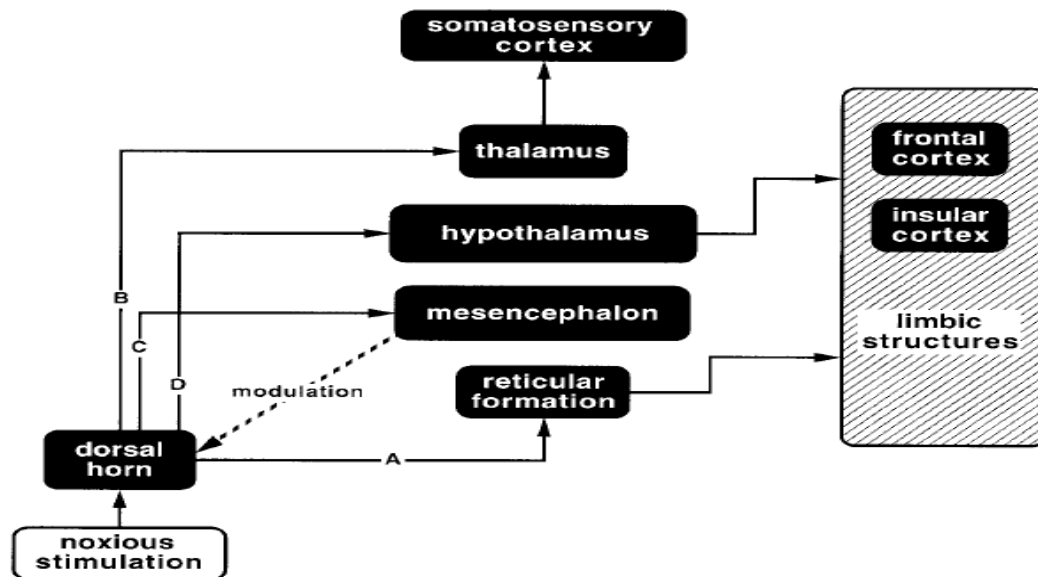 somatosensory
cortex
thalamus
frontal
cortex
insular
cortex
hypothalamus
B
mesencephalon
C
limbic
structures
D
modulation
reticular
formation
dorsal
horn
A
noxious
stimulation